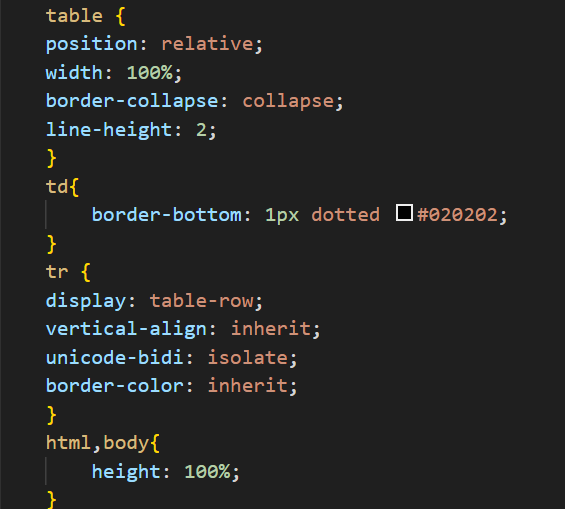 table {
position: relative;
width: 100%;
border-collapse: collapse;
line-height: 2;
}
td{
border-bottom: 1px dotted #020202;
}
tr {
display: table-row;
vertical-align: inherit;
unicode-bidi: isolate;
border-color: inherit;
}
html,body{
height: 100%;
}